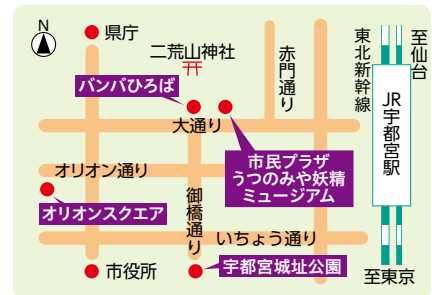 N
県庁
二荒山神社
赤門通り
東北新幹線
至仙台
バンバひろば
JR宇都宮駅
大通り
市民プラザ
うつのみや妖精
ミュージアム
オリオン通り
オリオンスクエア
御橋通り
いちょう通り
市役所
宇都宮城址公園
至東京